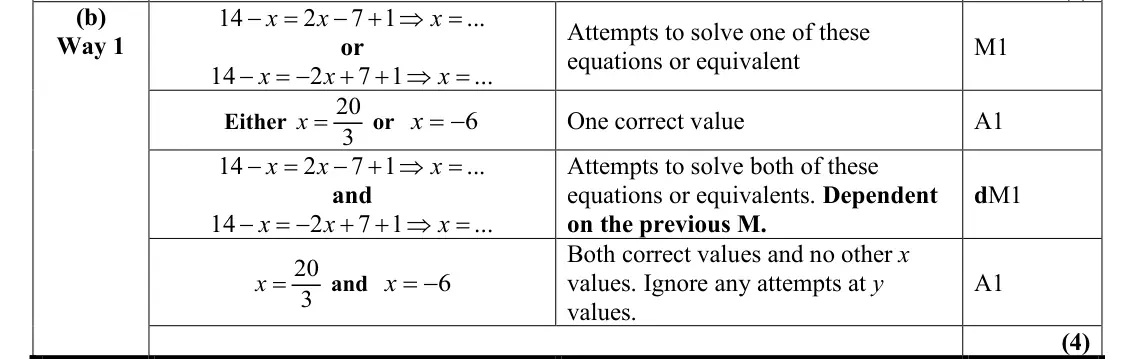 (b)
Way 1
14 − x = 2x − 7 + 1 ⇒ x = ...
or
14 − x = −2x + 7 + 1 ⇒ x = ...
Attempts to solve one of these
equations or equivalent
M1
Either x = 20/3 or x = −6
One correct value
A1
14 − x = 2x − 7 + 1 ⇒ x = ...
and
14 − x = −2x + 7 + 1 ⇒ x = ...
Attempts to solve both of these
equations or equivalents. Dependent
on the previous M.
dM1
x = 20/3 and x = −6
Both correct values and no other x
values. Ignore any attempts at y
values.
A1
(4)